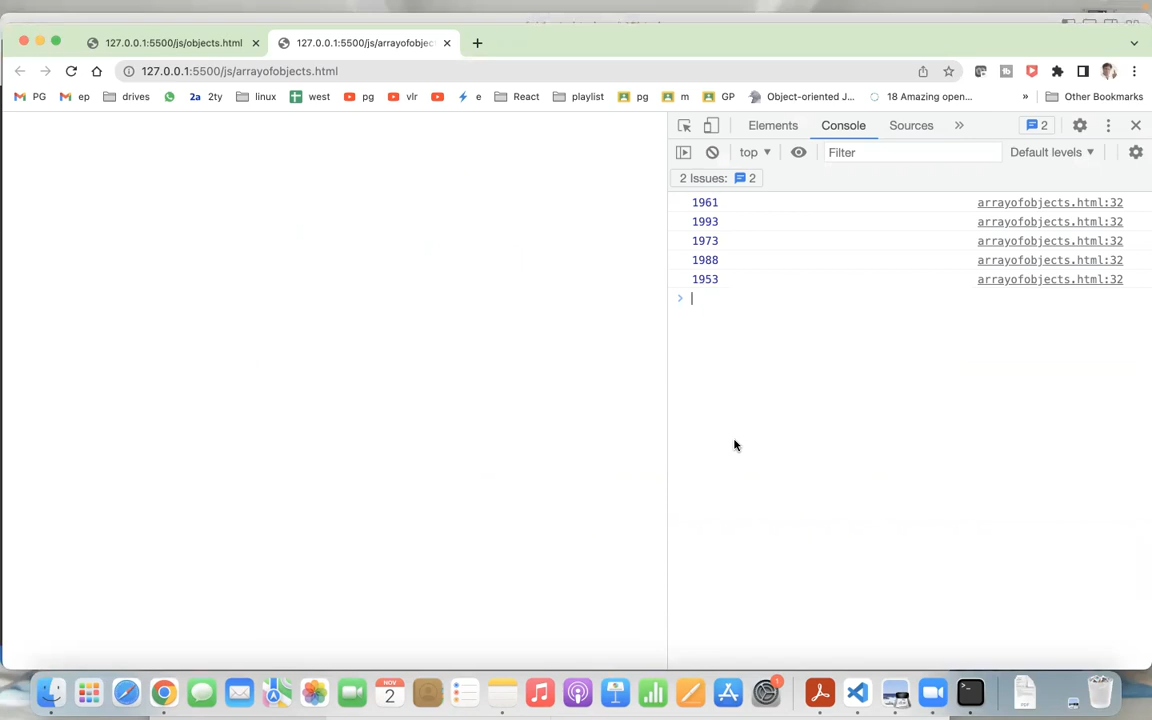 127.0.0.1:5500/js/objects.html
127.0.0.1:5500/js/arrayofobjec
127.0.0.1:5500/js/arrayofobjects.html
PG
ep
drives
2a 2ty
linux
west
pg
vlr
e
React
playlist
pg
m
GP
Object-oriented J...
18 Amazing open...
»
Other Bookmarks
Elements
Console
Sources
»
2
top
Filter
Default levels
2 Issues: 2
1961 arrayofobjects.html:32
1993 arrayofobjects.html:32
1973 arrayofobjects.html:32
1988 arrayofobjects.html:32
1953 arrayofobjects.html:32
>
NOV
2
1
PDF